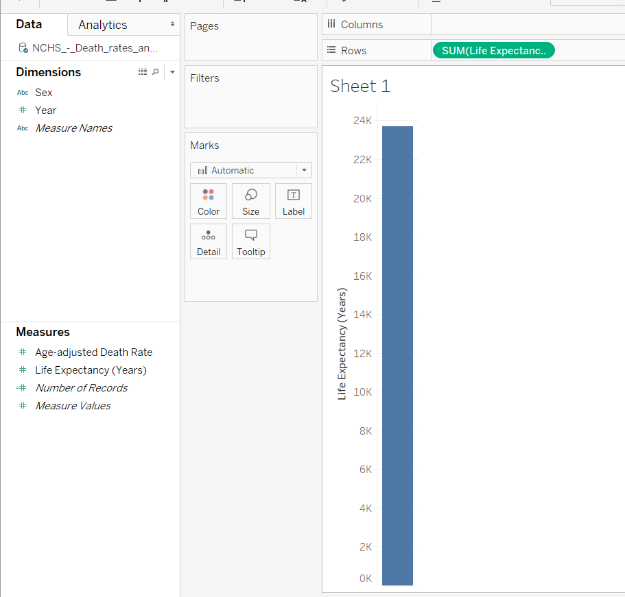 Data
Analytics
NCHS_-_Death_rates_an...
Dimensions
Abc Sex
# Year
Abc Measure Names
Measures
# Age-adjusted Death Rate
# Life Expectancy (Years)
# Number of Records
# Measure Values
Pages
Filters
Marks
Automatic
Color
Size
T
Label
Detail
Tooltip
Columns
Rows
SUM(Life Expectanc..
Sheet 1
24K
22K
20K
18K
16K
14K
12K
10K
8K
6K
4K
2K
0K
Life Expectancy (Years)